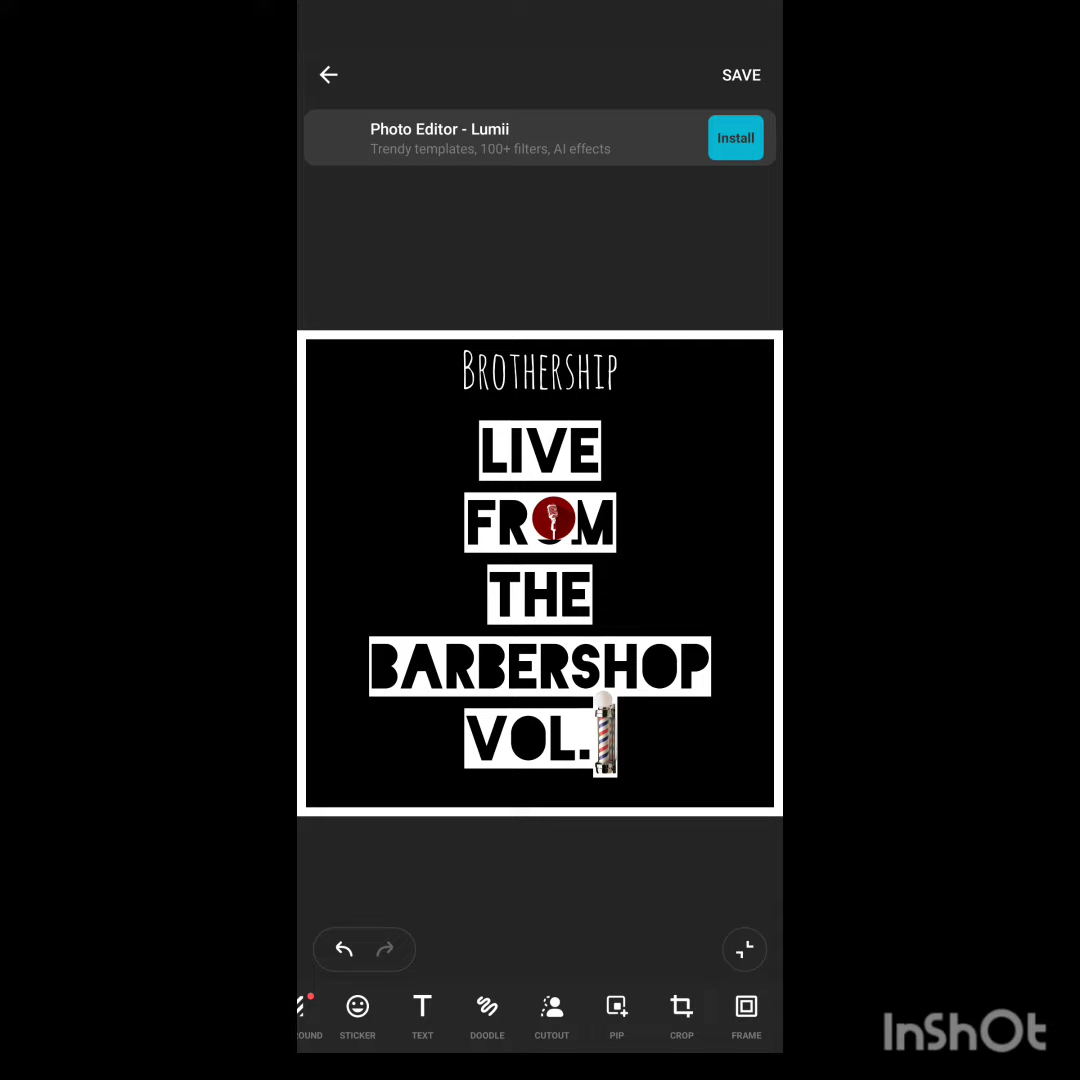 SAVE
Photo Editor - Lumii
Trendy templates, 100+ filters, AI effects
Install
BROTHERSHIP
LIVE
FROM
THE
BARBERSHOP
VOL.
OUND STICKER TEXT DOODLE CUTOUT PIP CROP FRAME
InShOt